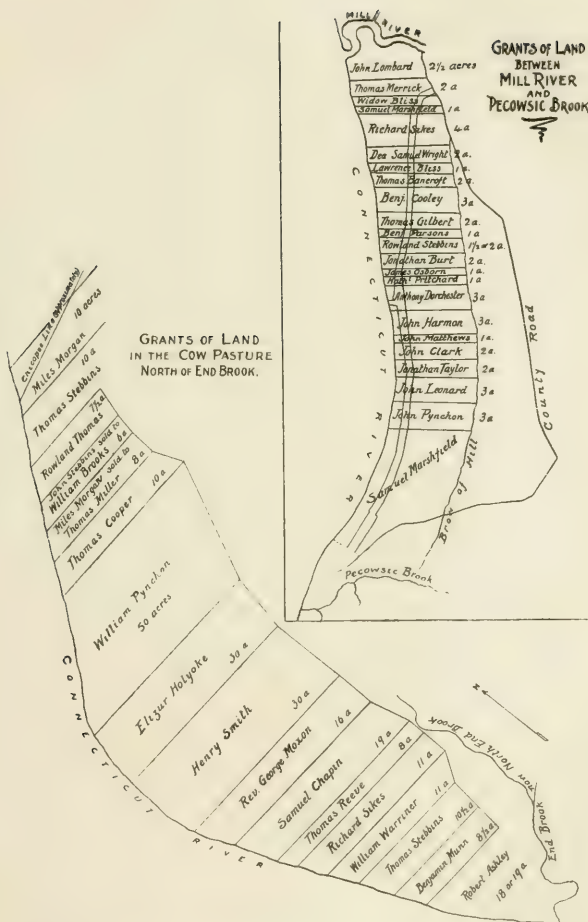 MILL RIVER
GRANTS OF LAND
BETWEEN
MILL RIVER
AND
PECOWSIC BROOK
John Lombard 2½ acres
Thomas Merrick 2 a
Widow Bliss
Samuel Marshfield 1 a
Richard Sikes 4 a
Dea Samuel Wright 2 a.
Lawrence Bliss 1 a.
Thomas Bancroft 2 a.
Benj. Cooley 3 a
Thomas Gilbert 2 a.
Benj Parsons 1 a
Rowland Stebbins 1½ or 2 a.
Jonathan Burt 2 a.
James Osborn 1 a.
Nath'l Pritchard 1 a.
Anthony Dorchester 3 a
John Harmon 3 a.
John Matthews 1 a.
John Clark 2 a.
Jonathan Taylor 2 a
John Leonard 3 a
John Pynchon 3 a
Samuel Marshfield
CONNECTICUT RIVER
County Road
Brow of Hill
PECOWSIC BROOK
GRANTS OF LAND
IN THE COW PASTURE
NORTH OF END BROOK.
Chicopee Line (approximately)
10 acres
Miles Morgan
10 a
Thomas Stebbins
7½ a
Rowland Thomas
John Stebbins sold to
William Brooks 6 a
Miles Morgan sold to
Thomas Miller 8 a
Thomas Cooper 10 a
William Pynchon
50 acres
Elizur Holyoke 30 a
Henry Smith 30 a
Rev. George Moxon 16 a
Samuel Chapin 19 a
Thomas Reeve 8 a
Richard Sikes 11 a
William Warriner 11 a
Thomas Stebbins 10½ a
Benjamin Munn 8½ a
Robert Ashley
18 or 19 a
CONNECTICUT RIVER
N
End Brook now North End Brook